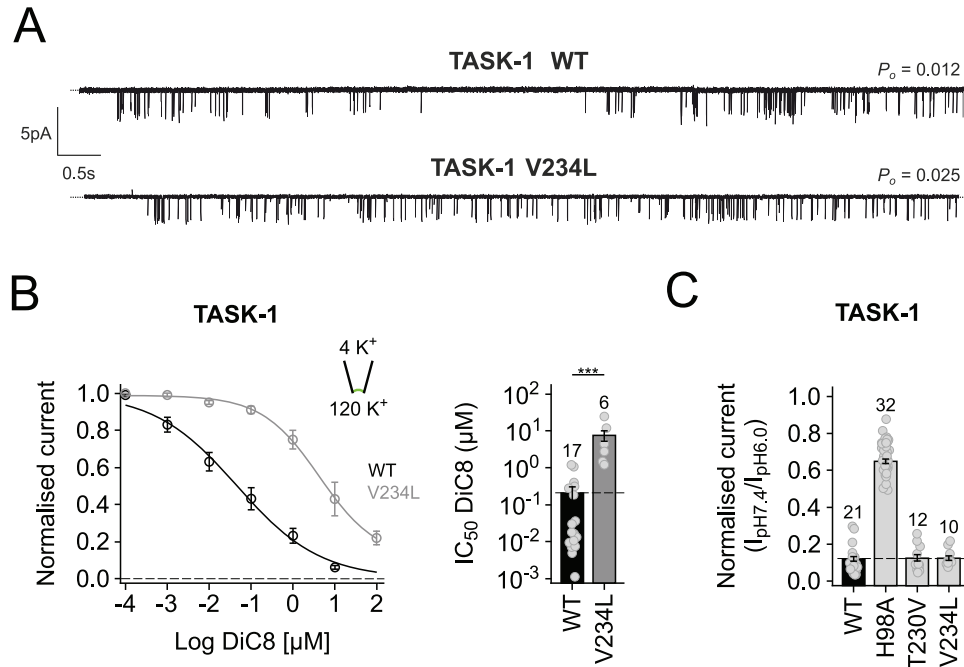 A
TASK-1 WT
Pₒ = 0.012
5pA
0.5s
TASK-1 V234L
Pₒ = 0.025
B
TASK-1
4 K⁺
120 K⁺
Normalised current
1.0
0.8
0.6
0.4
0.2
0.0
WT
V234L
-4 -3 -2 -1 0 1 2
Log DiC8 [µM]
IC₅₀ DiC8 (µM)
10²
10¹
10⁰
10⁻¹
10⁻²
10⁻³
***
17
6
WT
V234L
C
TASK-1
Normalised current
(I_pH7.4/I_pH6.0)
1.0
0.8
0.6
0.4
0.2
0.0
21
32
12
10
WT
H98A
T230V
V234L